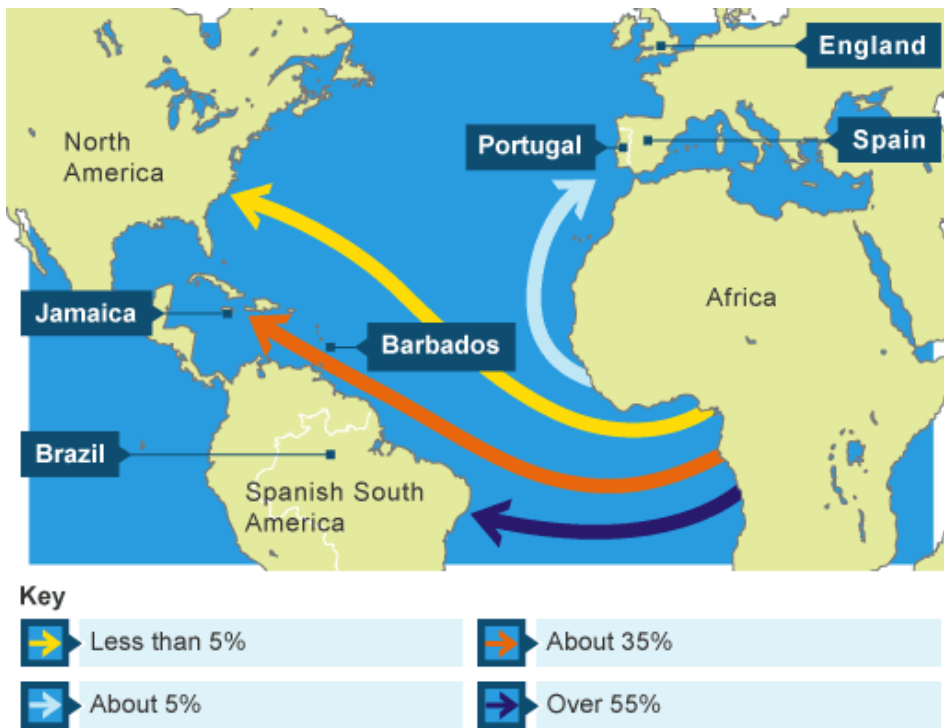 England
Portugal
Spain
North
America
Africa
Jamaica
Barbados
Brazil
Spanish South
America
Key
Less than 5%
About 35%
About 5%
Over 55%